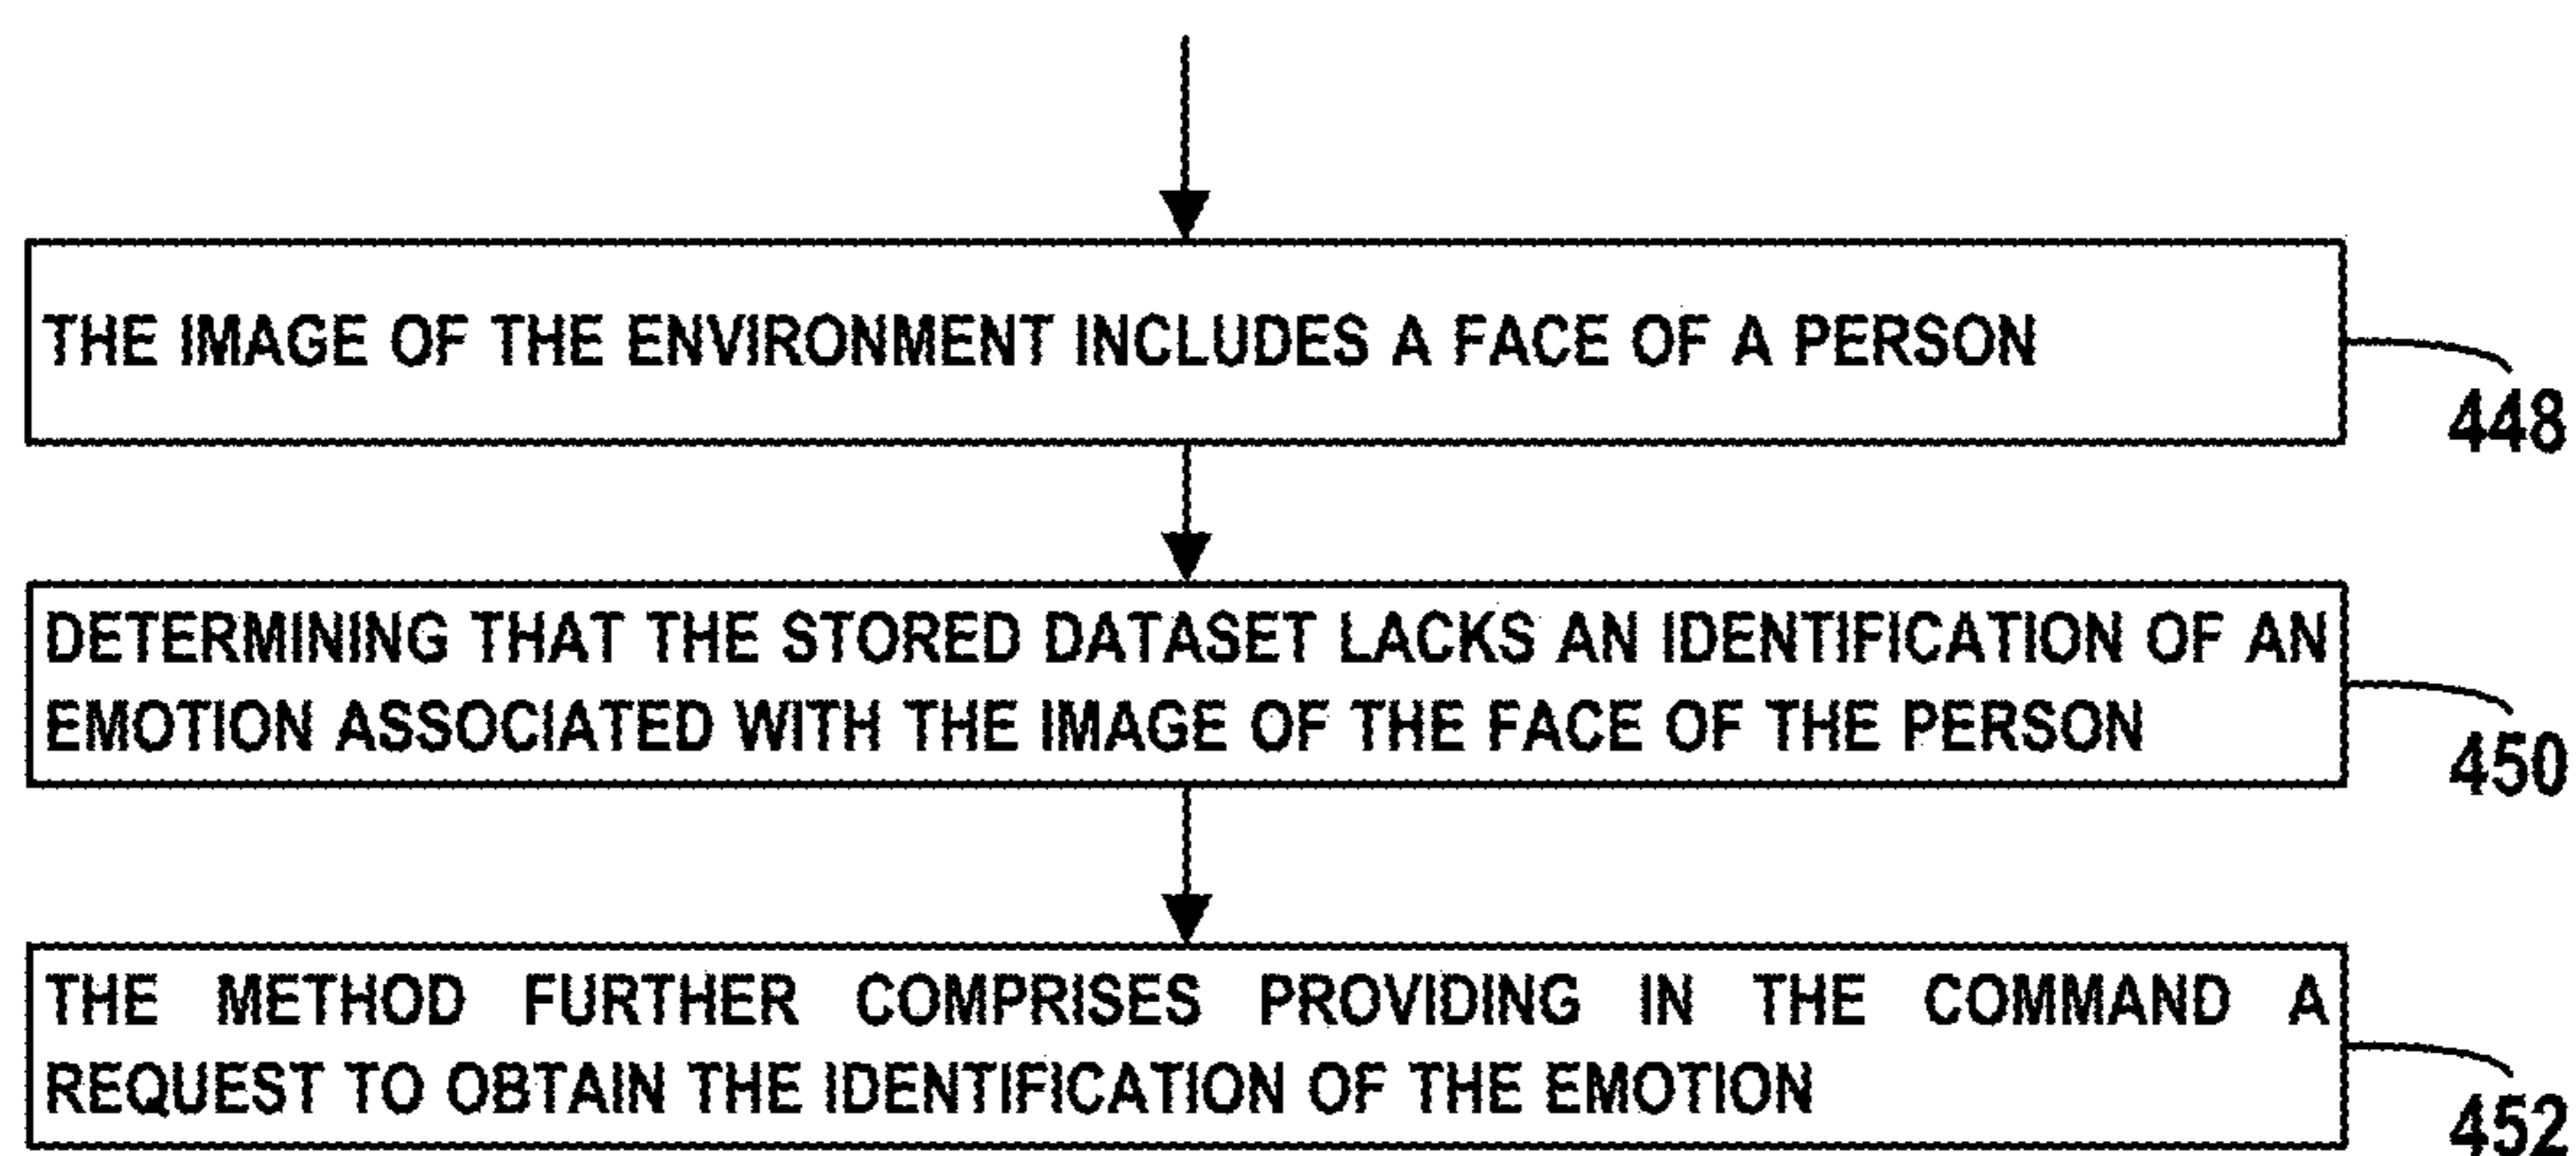 THE IMAGE OF THE ENVIRONMENT INCLUDES A FACE OF A PERSON
448
DETERMINING THAT THE STORED DATASET LACKS AN IDENTIFICATION OF AN
EMOTION ASSOCIATED WITH THE IMAGE OF THE FACE OF THE PERSON
450
THE METHOD FURTHER COMPRISES PROVIDING IN THE COMMAND A
REQUEST TO OBTAIN THE IDENTIFICATION OF THE EMOTION
452